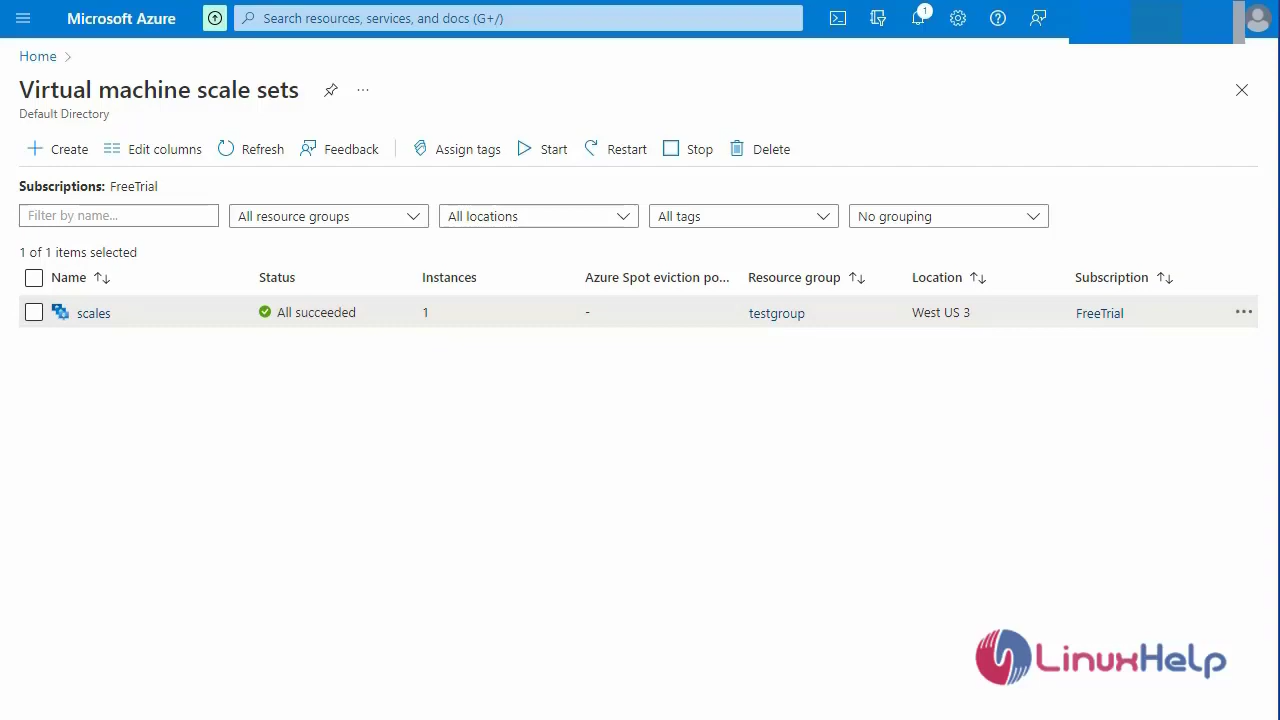 Microsoft Azure
Search resources, services, and docs (G+/)
1
Home
Virtual machine scale sets
...
Default Directory
Create Edit columns Refresh Feedback Assign tags Start Restart Stop Delete
Subscriptions: FreeTrial
Filter by name... All resource groups All locations All tags No grouping
1 of 1 items selected
Name Status Instances Azure Spot eviction po... Resource group Location Subscription
scales All succeeded 1 - testgroup West US 3 FreeTrial ...
LinuxHelp